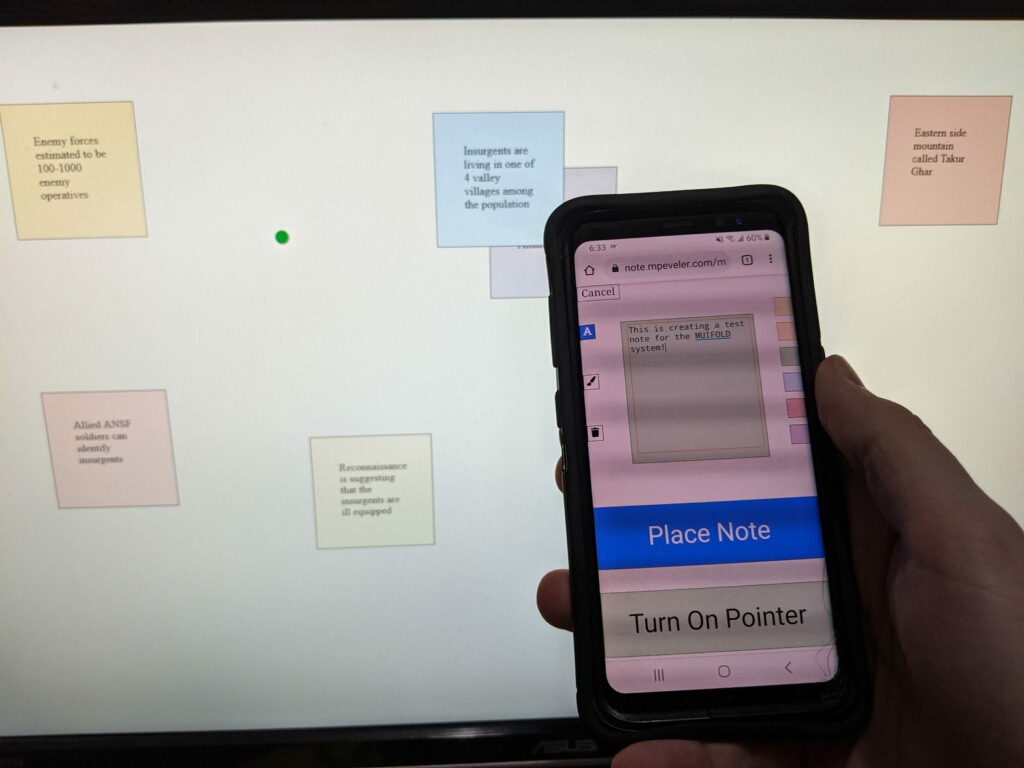 Enemy forces
estimated to be
100-1000
enemy
operatives
Insurgents are
living in one of
4 valley
villages among
the population
Eastern side
mountain
called Takur
Ghar
Allied ANSF
soldiers can
identify
insurgents
Reconnaissance
is suggesting
that the
insurgents are
ill equipped
6:33
60%
note.mpeveler.com/m
1
Cancel
A
This is creating a test
note for the MUIFOLD
system!
Place Note
Turn On Pointer
ASUS